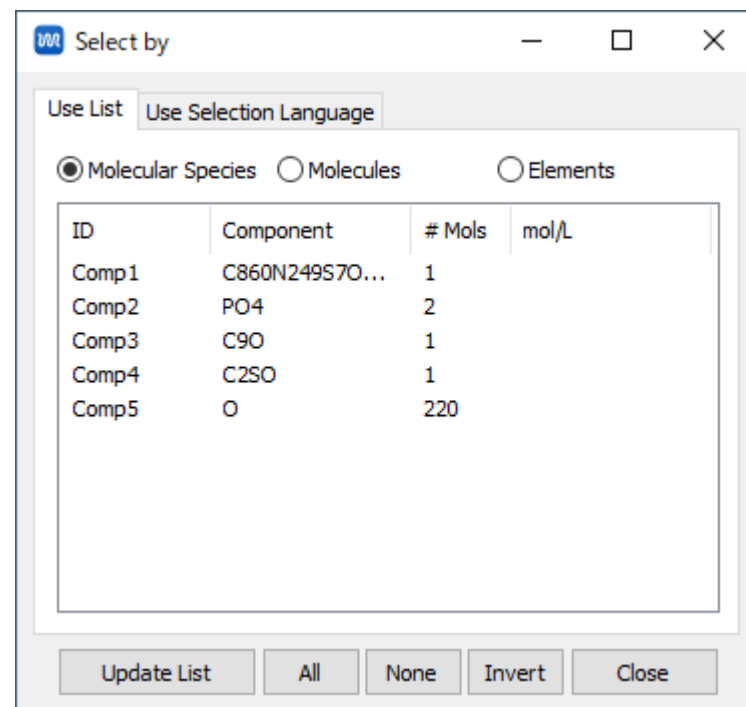 Select by
Use List Use Selection Language
Molecular Species Molecules Elements
ID Component # Mols mol/L
Comp1 C860N249S7O... 1
Comp2 PO4 2
Comp3 C9O 1
Comp4 C2SO 1
Comp5 O 220
Update List All None Invert Close